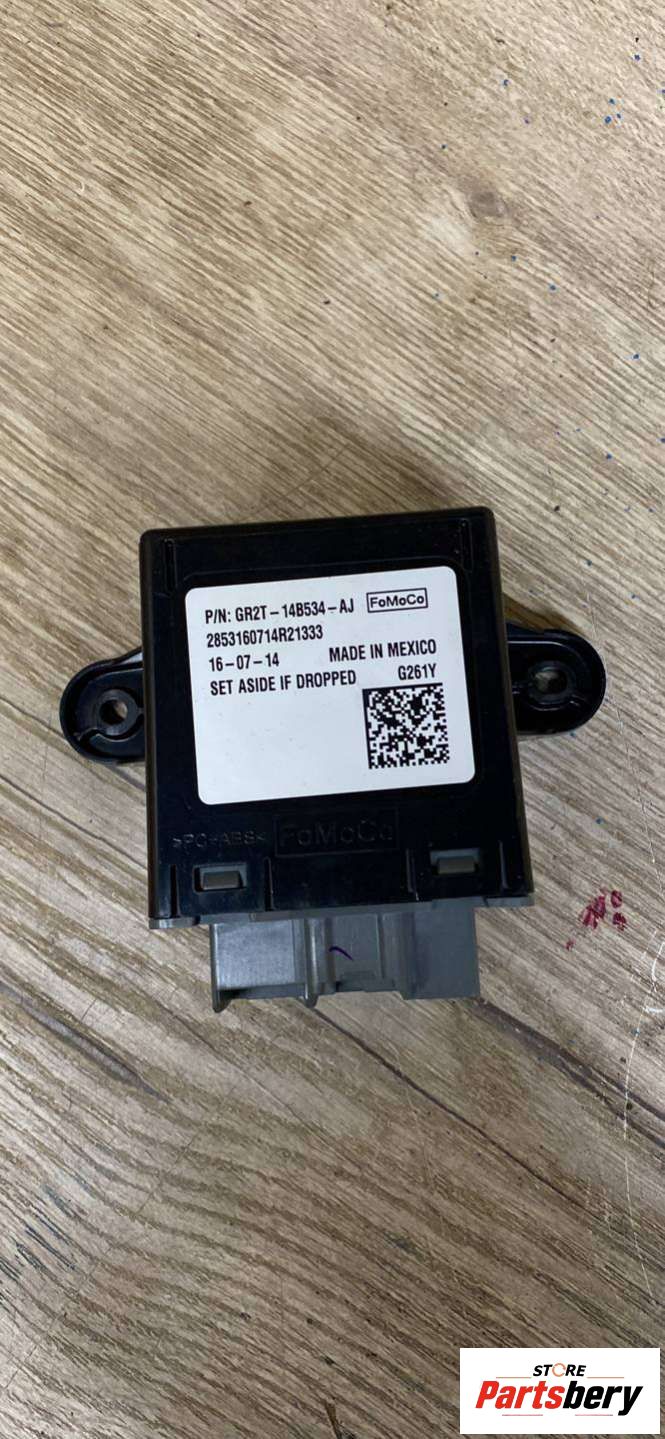 P/N: GR2T-14B534-AJ FoMoCo
2853160714R21333
16-07-14 MADE IN MEXICO
SET ASIDE IF DROPPED G261Y
>PC+ABS< FoMoCo
STORE
Partsbery